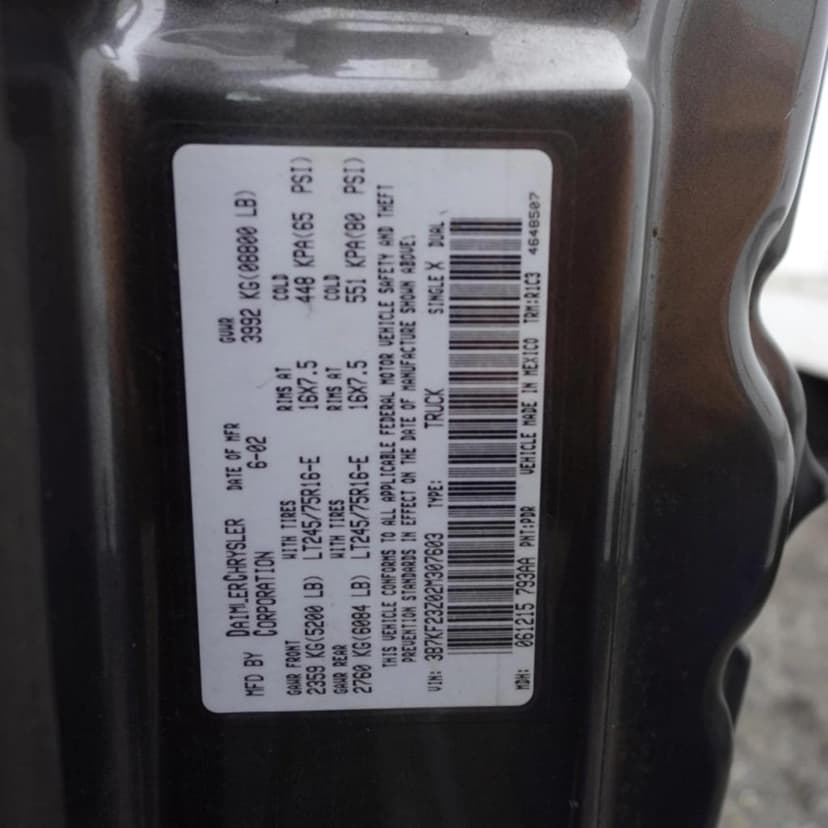 MFD BY DAIMLERCHRYSLER CORPORATION DATE OF MFR 6-02 GVWR 3992 KG(08800 LB)
GAWR FRONT WITH TIRES RIMS AT COLD
2359 KG(5200 LB) LT245/75R16-E 16X7.5 448 KPA(65 PSI)
GAWR REAR WITH TIRES RIMS AT COLD
2760 KG(6084 LB) LT245/75R16-E 16X7.5 551 KPA(80 PSI)
THIS VEHICLE CONFORMS TO ALL APPLICABLE FEDERAL MOTOR VEHICLE SAFETY AND THEFT
PREVENTION STANDARDS IN EFFECT ON THE DATE OF MANUFACTURE SHOWN ABOVE.
VIN: 3B7KF23Z02M307603 TYPE: TRUCK SINGLE X DUAL
MDH: 061215 793AA PNT:PDR VEHICLE MADE IN MEXICO TRM:R1C3 4648507